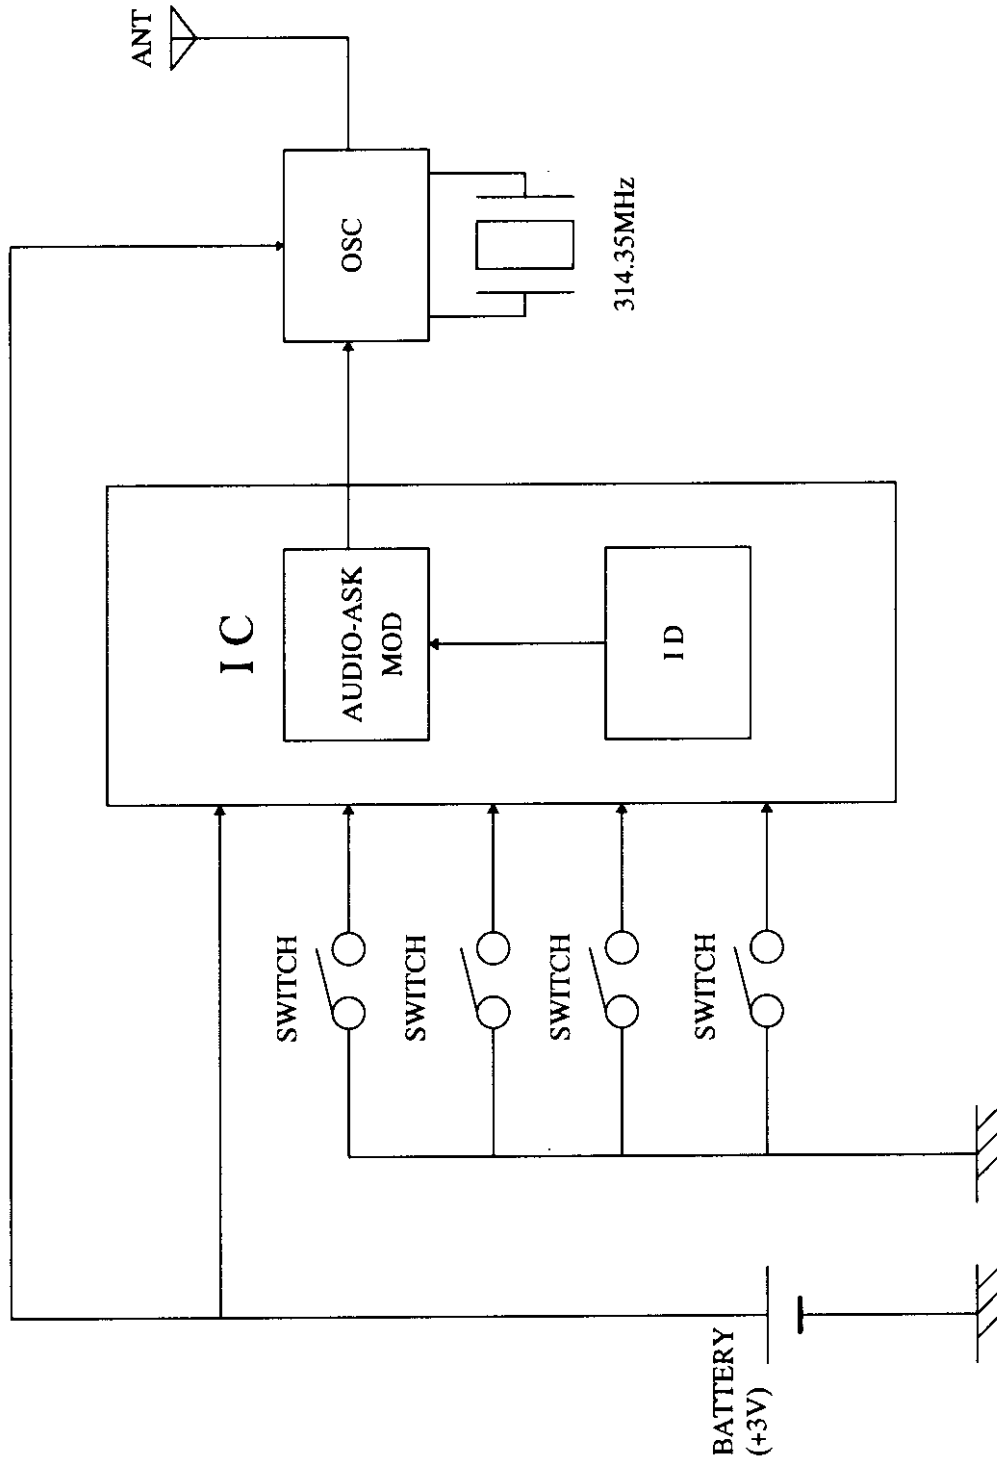 ANT
OSC
314.35MHz
I C
AUDIO-ASK
MOD
I D
SWITCH
SWITCH
SWITCH
SWITCH
BATTERY
(+3V)